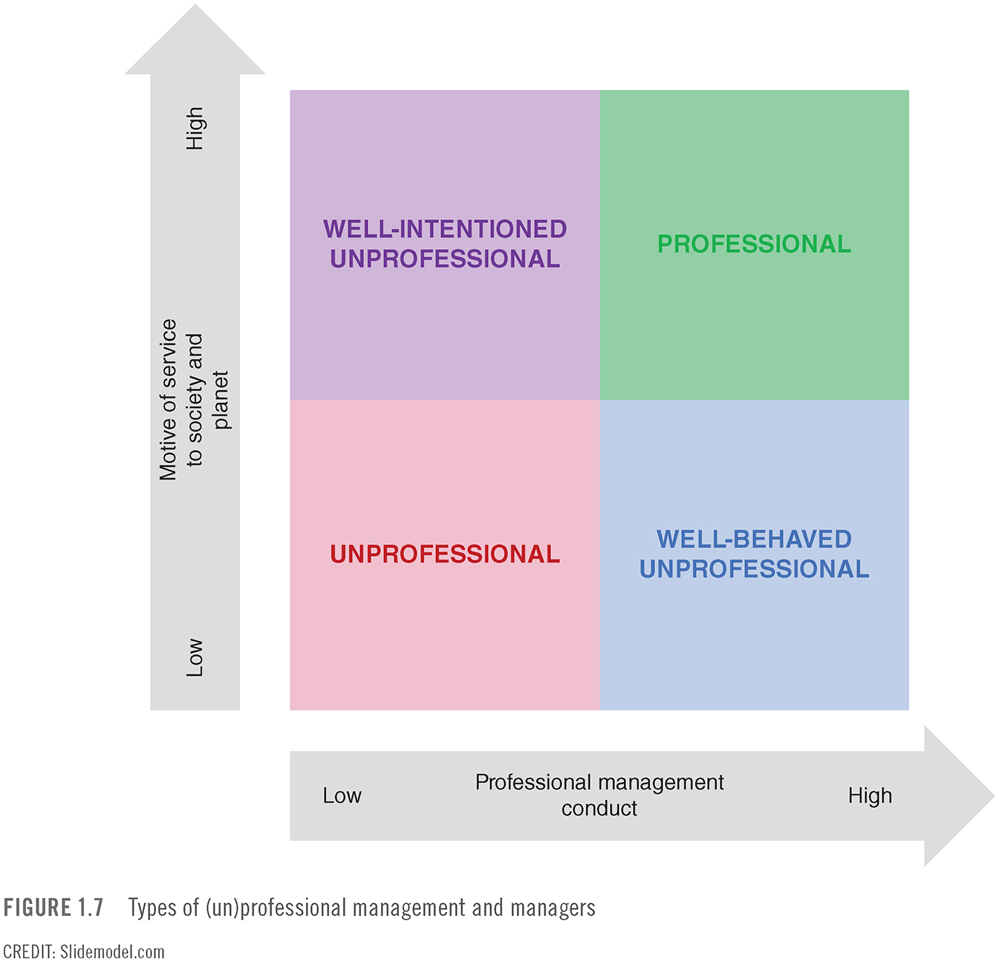 High
Motive of service
to society and
planet
Low
WELL-INTENTIONED
UNPROFESSIONAL
PROFESSIONAL
UNPROFESSIONAL
WELL-BEHAVED
UNPROFESSIONAL
Low
Professional management
conduct
High
FIGURE 1.7 Types of (un)professional management and managers
CREDIT: Slidemodel.com